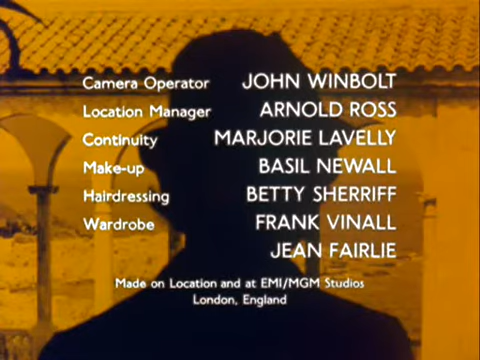 Camera Operator JOHN WINBOLT
Location Manager ARNOLD ROSS
Continuity MARJORIE LAVELLY
Make-up BASIL NEWALL
Hairdressing BETTY SHERRIFF
Wardrobe FRANK VINALL
JEAN FAIRLIE
Made on Location and at EMI/MGM Studios
London, England